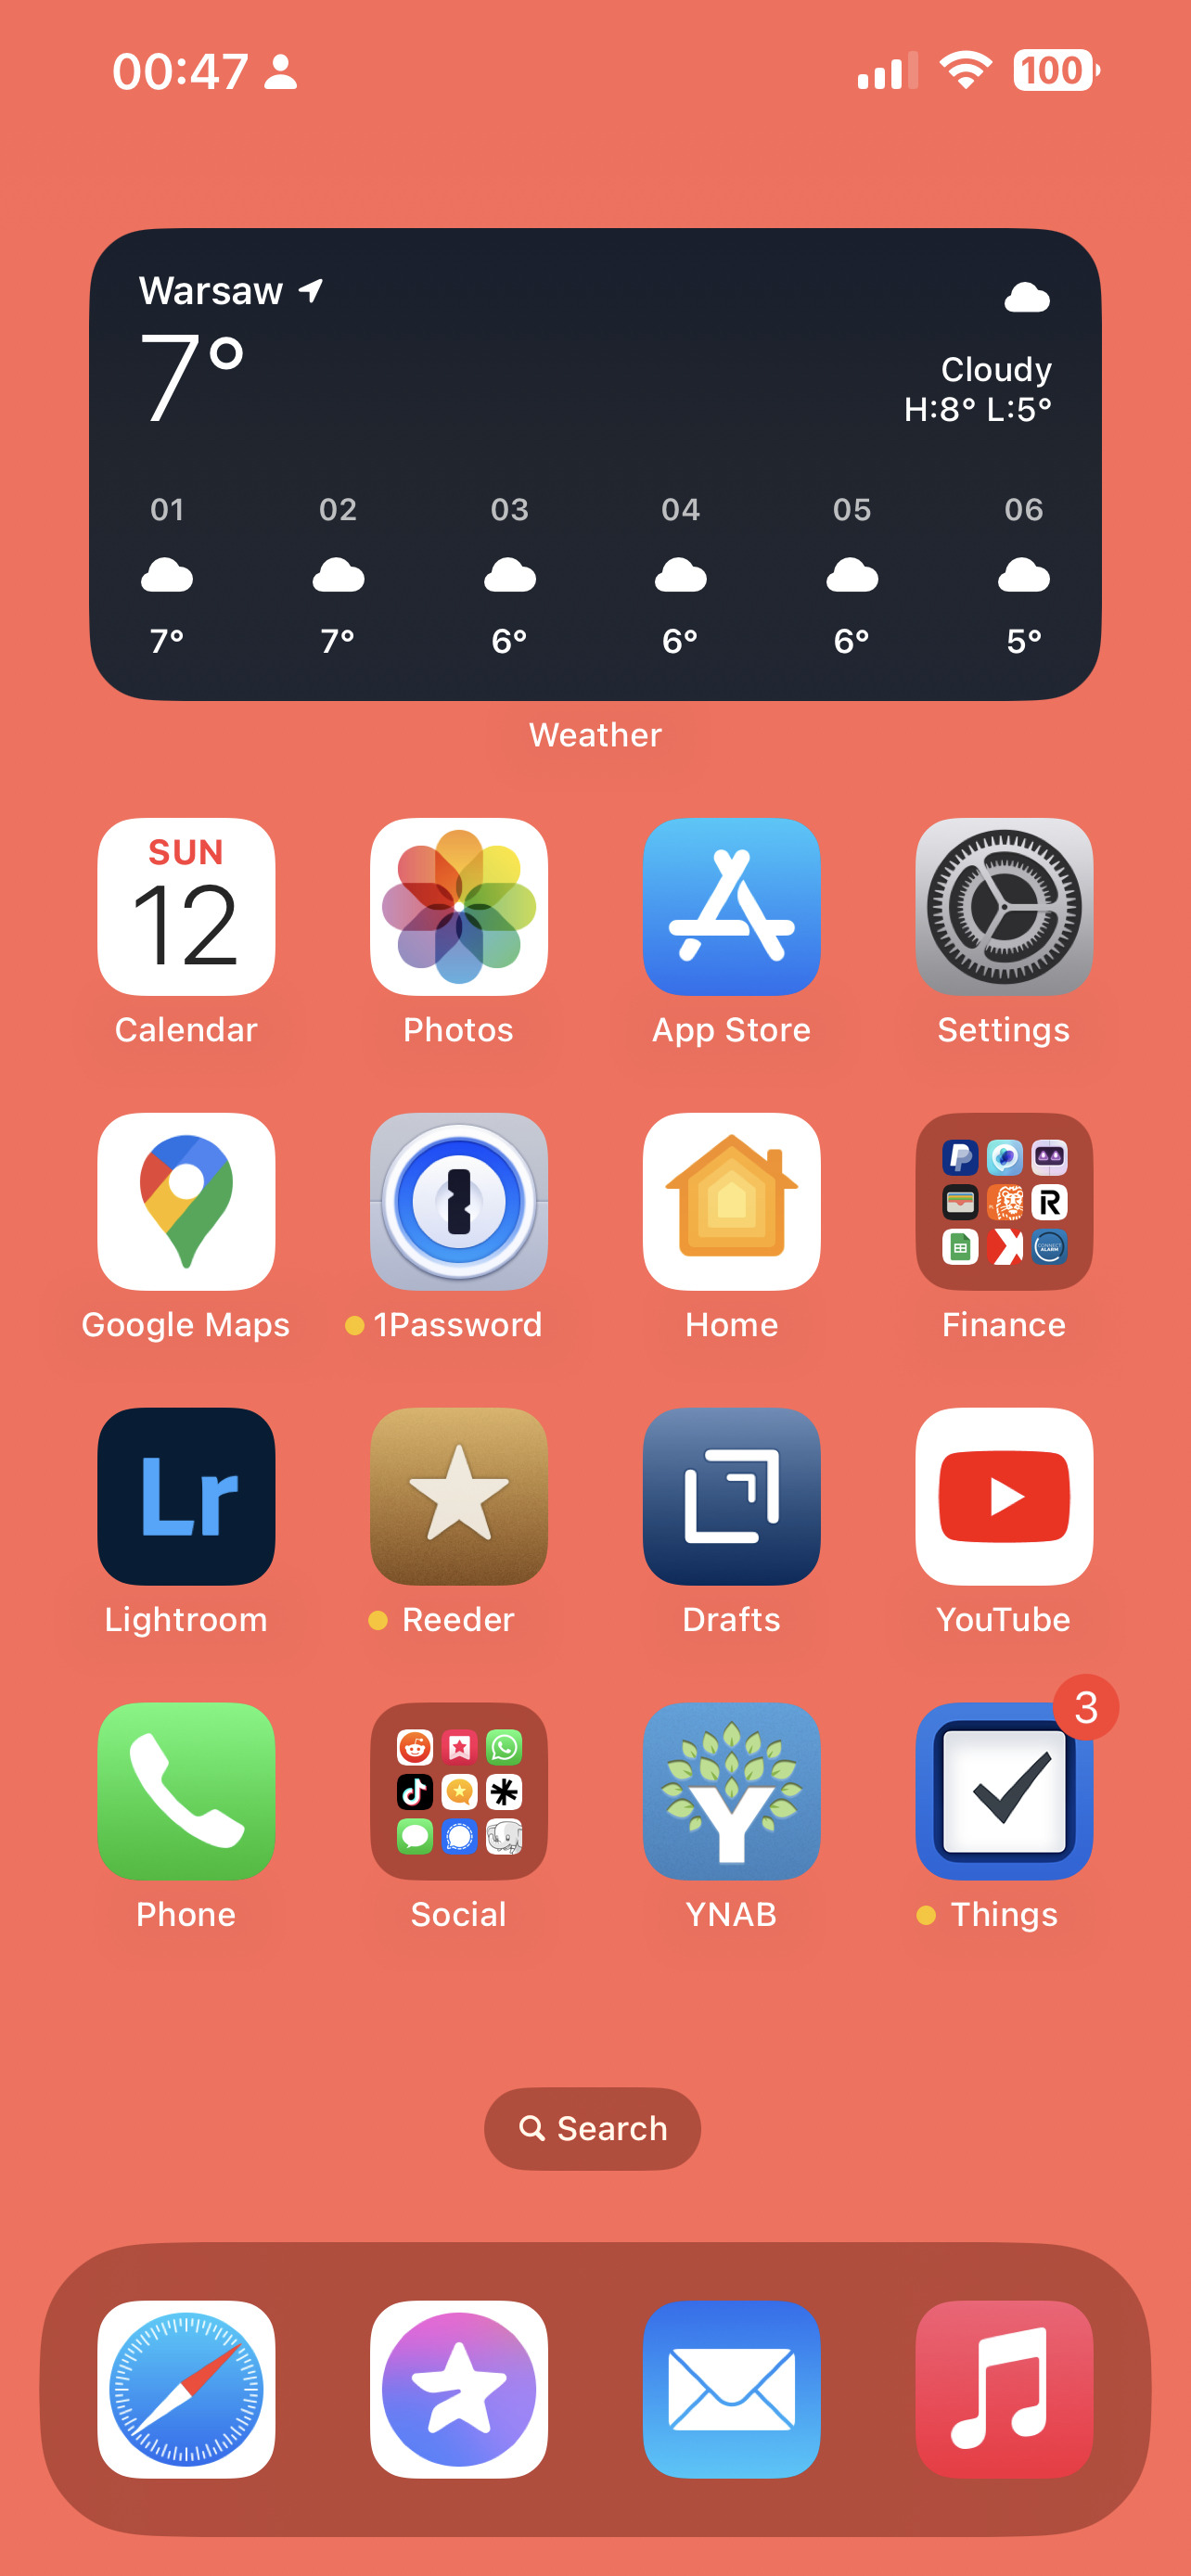 00:47
100
Warsaw
7°
Cloudy
H:8° L:5°
01 02 03 04 05 06
7° 7° 6° 6° 6° 5°
Weather
SUN
12
Calendar Photos App Store Settings
Google Maps 1Password Home Finance
Lr
Lightroom Reeder Drafts YouTube
3
Y
Phone Social YNAB Things
Search